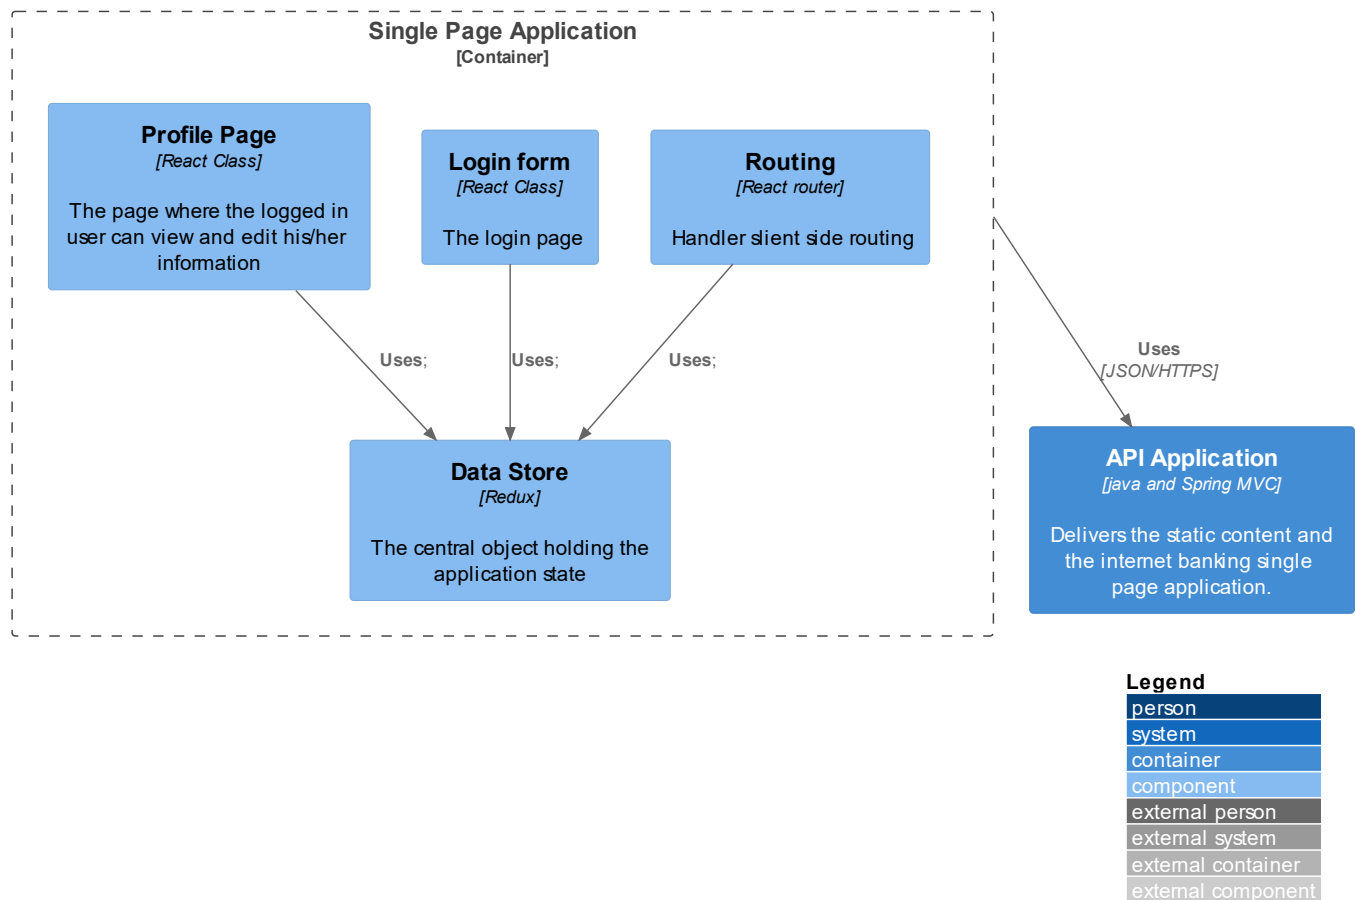 Single Page Application
[Container]
Profile Page
[React Class]
The page where the logged in
user can view and edit his/her
information
Login form
[React Class]
The login page
Routing
[React router]
Handler slient side routing
Uses;
Uses;
Uses;
Uses
[JSON/HTTPS]
Data Store
[Redux]
The central object holding the
application state
API Application
[java and Spring MVC]
Delivers the static content and
the internet banking single
page application.
Legend
person
system
container
component
external person
external system
external container
external component